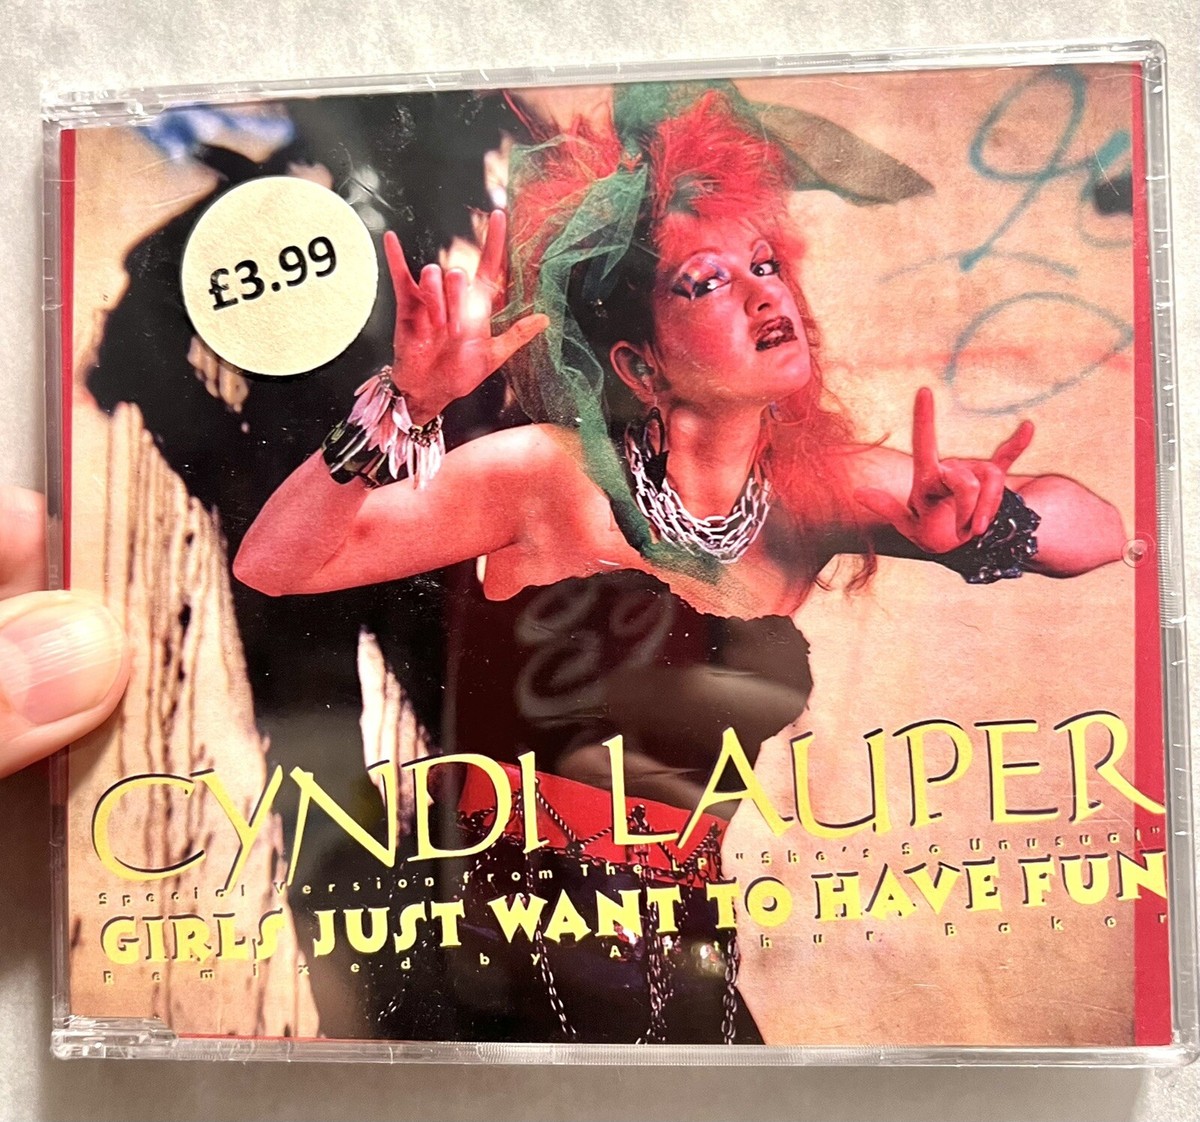 £3.99
CYNDI LAUPER
Special Version from The LP "She's So Unusual"
GIRLS JUST WANT TO HAVE FUN
Remixed by Arthur Baker